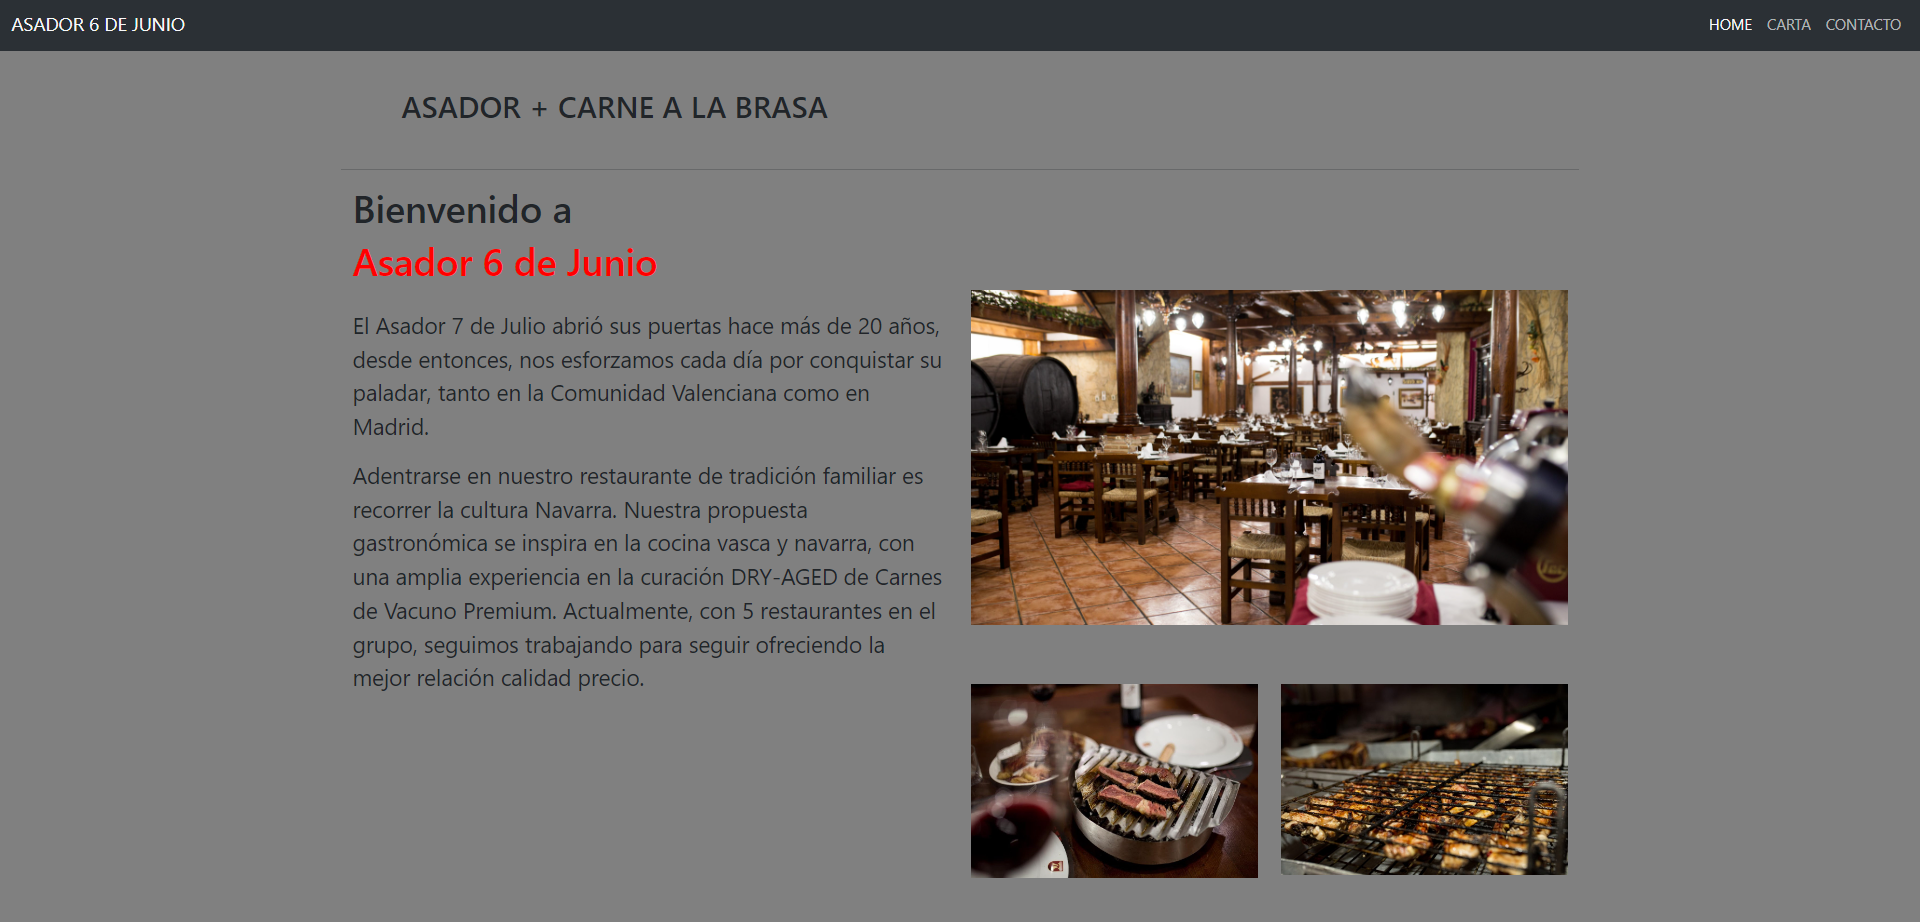 ASADOR 6 DE JUNIO
HOME CARTA CONTACTO
ASADOR + CARNE A LA BRASA
Bienvenido a
Asador 6 de Junio
El Asador 7 de Julio abrió sus puertas hace más de 20 años,
desde entonces, nos esforzamos cada día por conquistar su
paladar, tanto en la Comunidad Valenciana como en
Madrid.
Adentrarse en nuestro restaurante de tradición familiar es
recorrer la cultura Navarra. Nuestra propuesta
gastronómica se inspira en la cocina vasca y navarra, con
una amplia experiencia en la curación DRY-AGED de Carnes
de Vacuno Premium. Actualmente, con 5 restaurantes en el
grupo, seguimos trabajando para seguir ofreciendo la
mejor relación calidad precio.